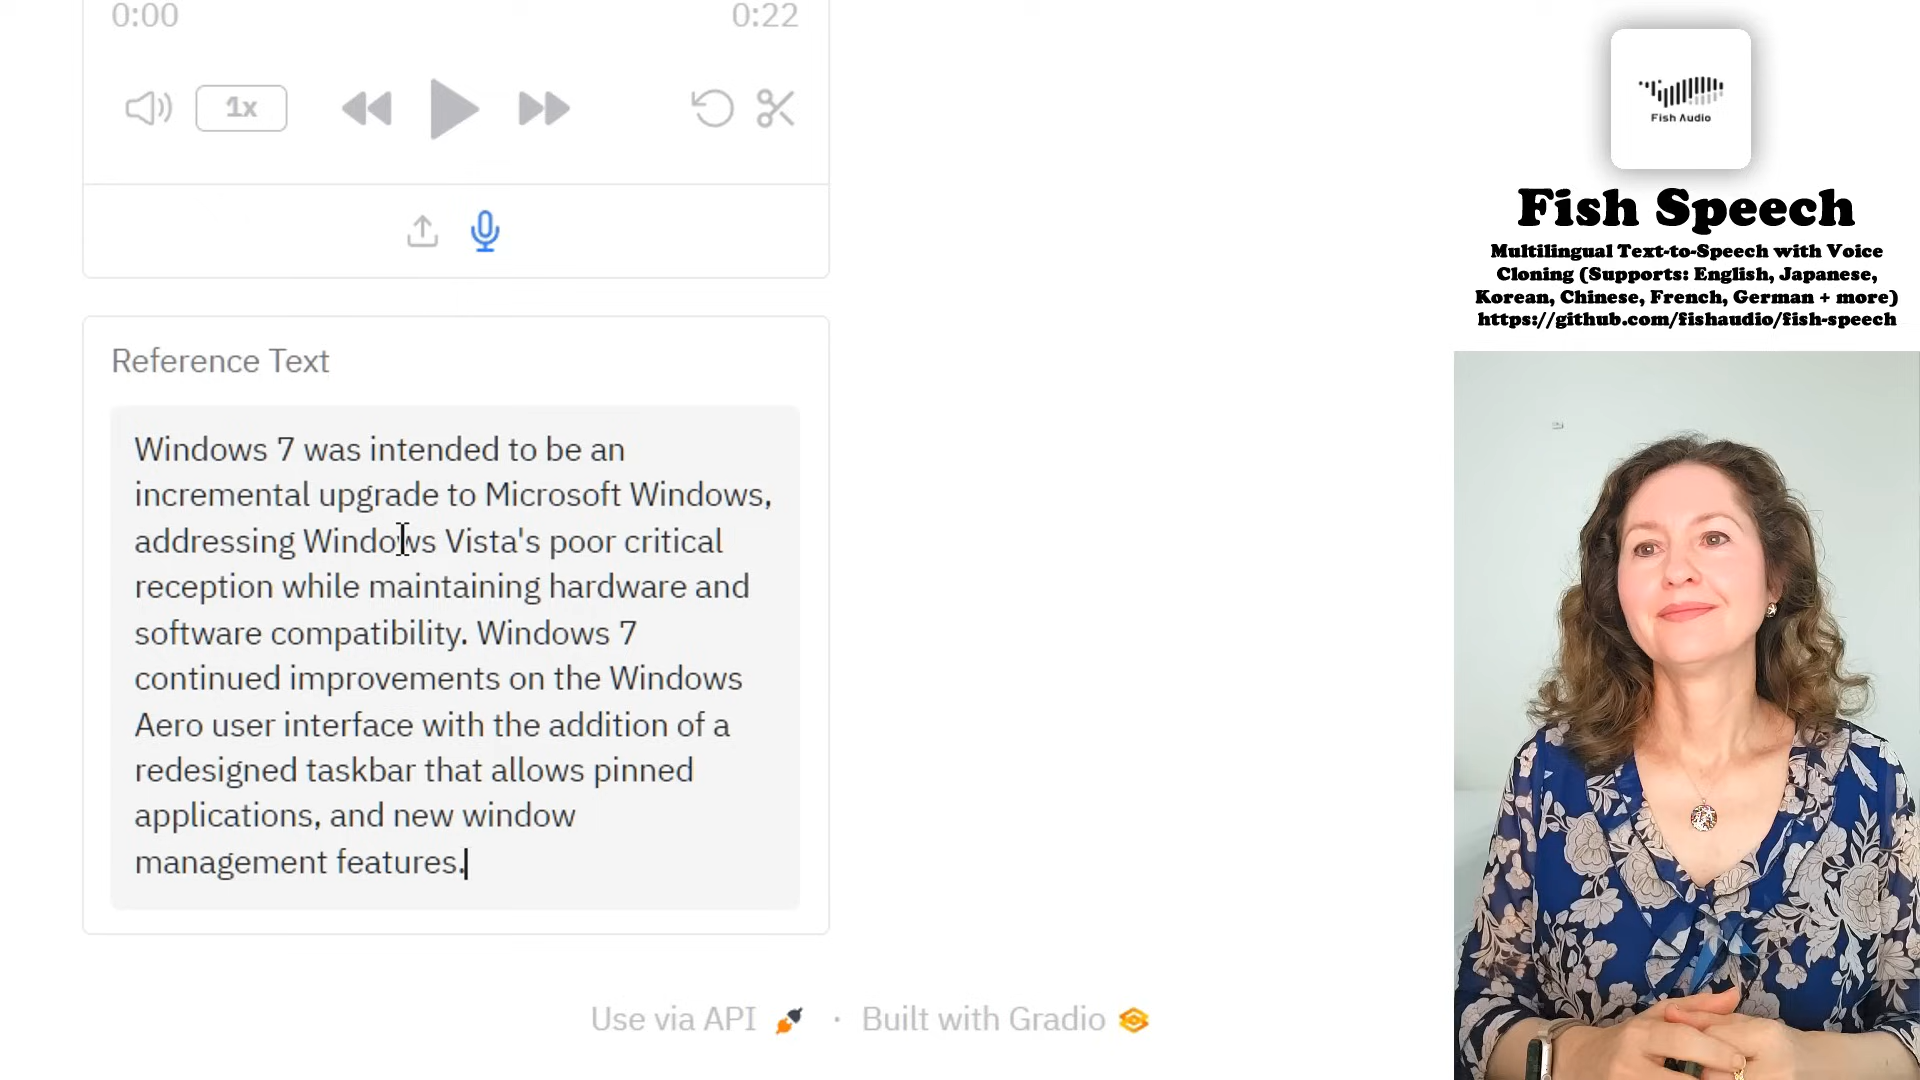 0:00
0:22
1x
Reference Text
Windows 7 was intended to be an
incremental upgrade to Microsoft Windows,
addressing Windows Vista's poor critical
reception while maintaining hardware and
software compatibility. Windows 7
continued improvements on the Windows
Aero user interface with the addition of a
redesigned taskbar that allows pinned
applications, and new window
management features.
Use via API · Built with Gradio
Fish Audio
Fish Speech
Multilingual Text-to-Speech with Voice
Cloning (Supports: English, Japanese,
Korean, Chinese, French, German + more)
https://github.com/fishaudio/fish-speech